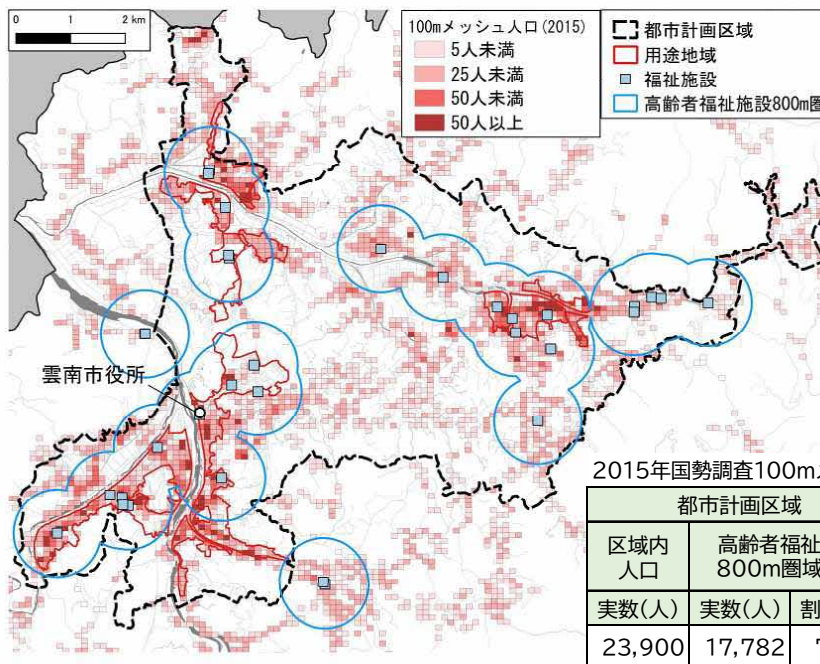 0 1 2 km
100mメッシュ人口(2015)
5人未満
25人未満
50人未満
50人以上
都市計画区域
用途地域
福祉施設
高齢者福祉施設800m圏
雲南市役所
2015年国勢調査100m
都市計画区域
区域内
人口
高齢者福祉
800m圏域
実数(人) 実数(人) 割
23,900 17,782